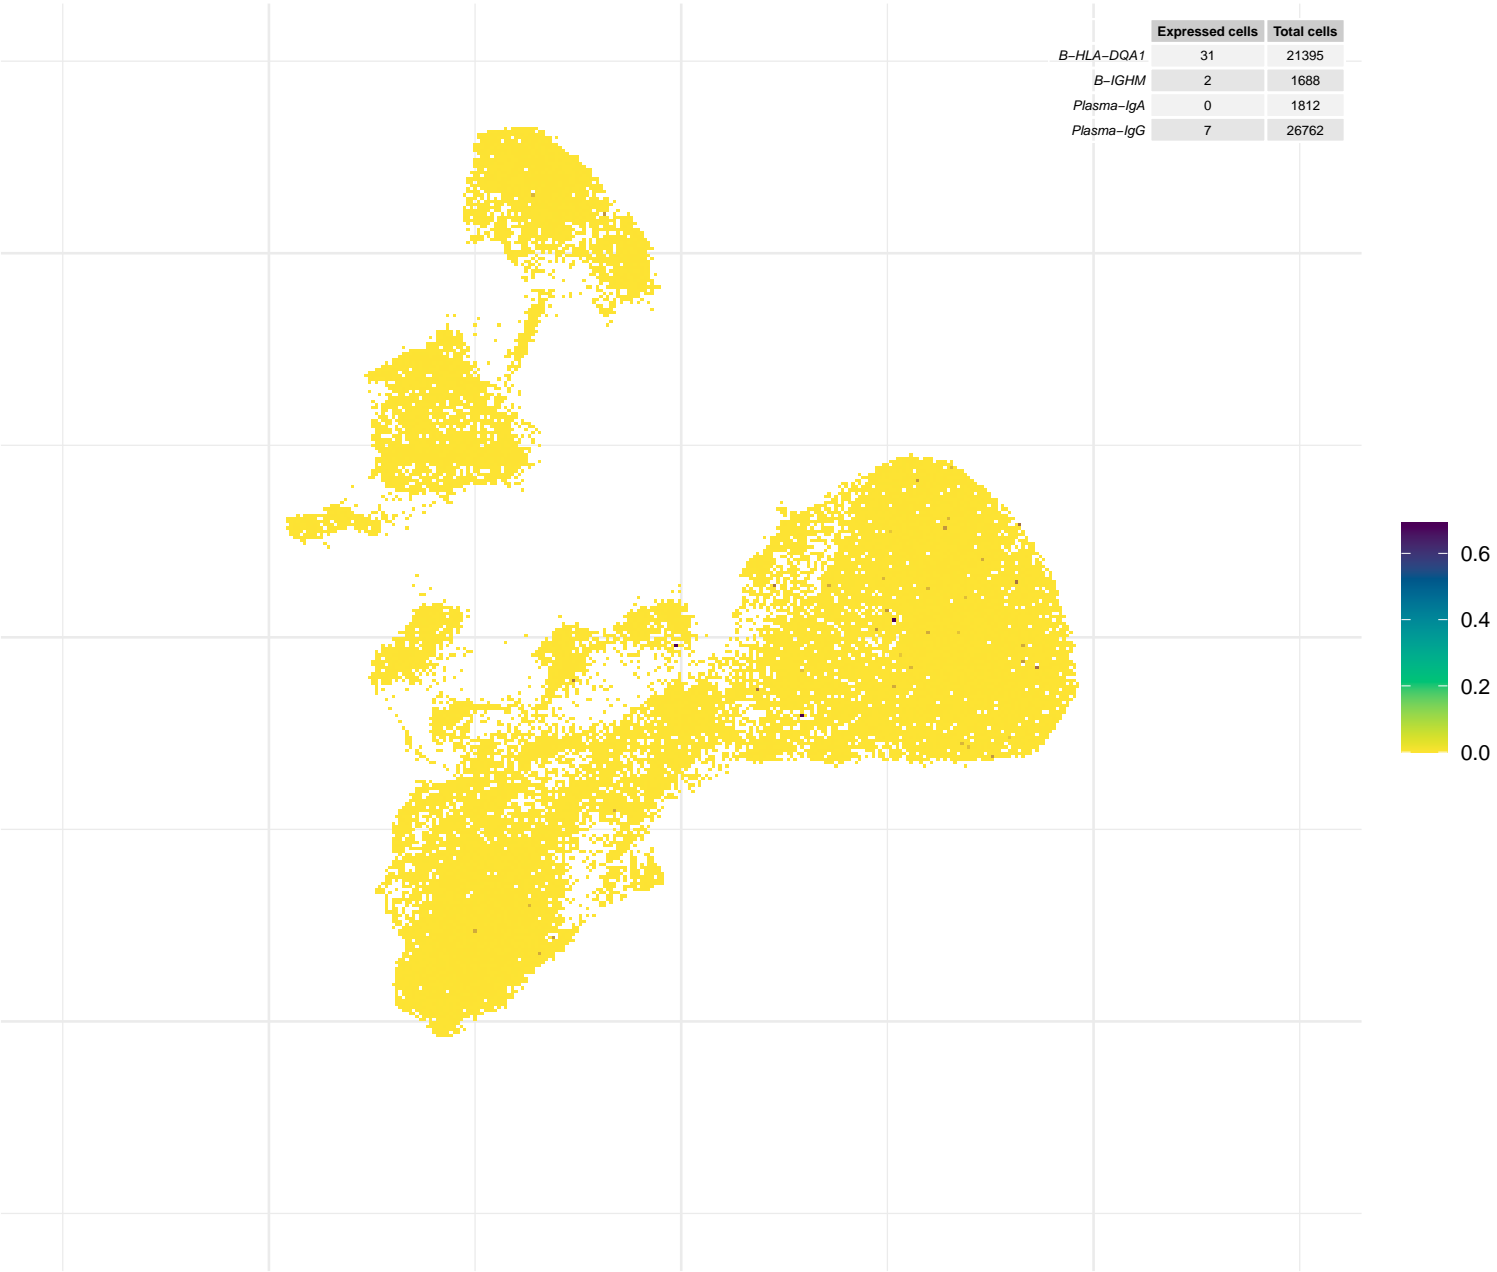 Expressed cells Total cells
B−HLA−DQA1 31 21395
B−IGHM 2 1688
Plasma−IgA 0 1812
Plasma−IgG 7 26762
0.6
0.4
0.2
0.0